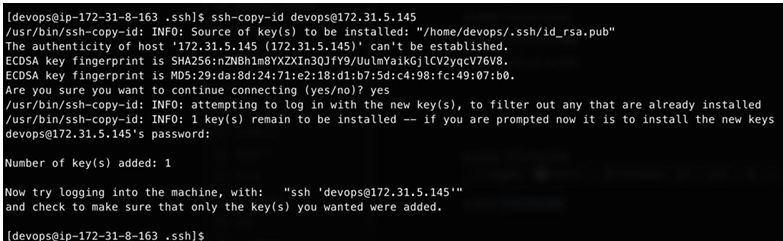 [devops@ip-172-31-8-163 .ssh]$ ssh-copy-id devops@172.31.5.145
/usr/bin/ssh-copy-id: INFO: Source of key(s) to be installed: "/home/devops/.ssh/id_rsa.pub"
The authenticity of host '172.31.5.145 (172.31.5.145)' can't be established.
ECDSA key fingerprint is SHA256:nZNBh1m8YXZXIn3QJfY9/UulmYaikGjlCV2yqcV76V8.
ECDSA key fingerprint is MD5:29:da:8d:24:71:e2:18:d1:b7:5d:c4:98:fc:49:07:b0.
Are you sure you want to continue connecting (yes/no)? yes
/usr/bin/ssh-copy-id: INFO: attempting to log in with the new key(s), to filter out any that are already installed
/usr/bin/ssh-copy-id: INFO: 1 key(s) remain to be installed -- if you are prompted now it is to install the new keys
devops@172.31.5.145's password:
Number of key(s) added: 1
Now try logging into the machine, with:   "ssh 'devops@172.31.5.145'"
and check to make sure that only the key(s) you wanted were added.
[devops@ip-172-31-8-163 .ssh]$